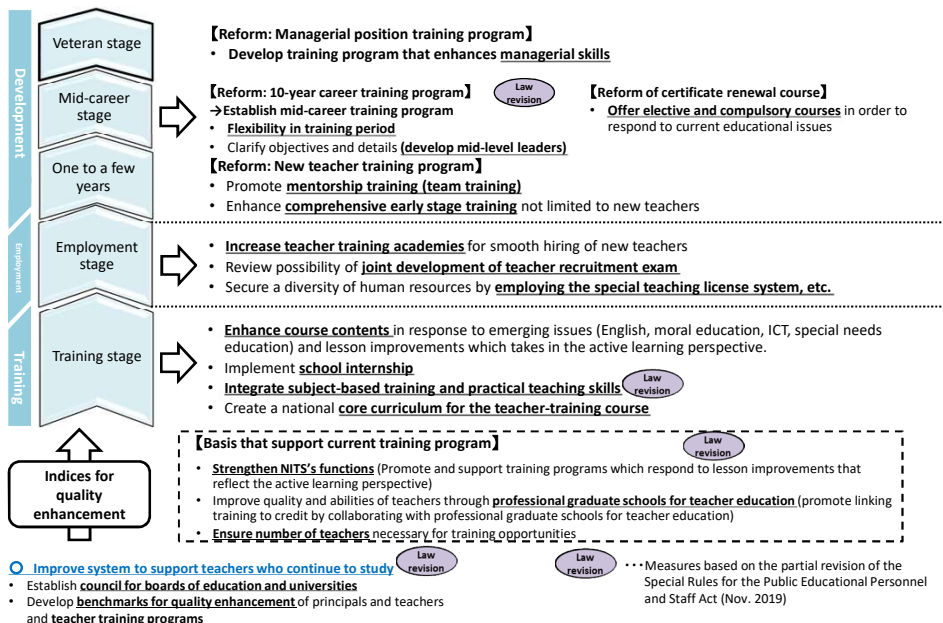 Development
Employment
Training
Veteran stage
【Reform: Managerial position training program】
• Develop training program that enhances managerial skills
Mid-career
stage
【Reform: 10-year career training program】
Law
revision
→Establish mid-career training program
• Flexibility in training period
• Clarify objectives and details (develop mid-level leaders)
【Reform of certificate renewal course】
• Offer elective and compulsory courses in order to
respond to current educational issues
One to a few
years
【Reform: New teacher training program】
• Promote mentorship training (team training)
• Enhance comprehensive early stage training not limited to new teachers
Employment
stage
• Increase teacher training academies for smooth hiring of new teachers
• Review possibility of joint development of teacher recruitment exam
• Secure a diversity of human resources by employing the special teaching license system, etc.
Training stage
• Enhance course contents in response to emerging issues (English, moral education, ICT, special needs
education) and lesson improvements which takes in the active learning perspective.
• Implement school internship
• Integrate subject-based training and practical teaching skills
Law
revision
• Create a national core curriculum for the teacher-training course
Indices for
quality
enhancement
【Basis that support current training program】
Law
revision
• Strengthen NITS's functions (Promote and support training programs which respond to lesson improvements that
reflect the active learning perspective)
• Improve quality and abilities of teachers through professional graduate schools for teacher education (promote linking
training to credit by collaborating with professional graduate schools for teacher education)
• Ensure number of teachers necessary for training opportunities
○ Improve system to support teachers who continue to study
Law
revision
• Establish council for boards of education and universities
• Develop benchmarks for quality enhancement of principals and teachers
and teacher training programs
Law
revision
･･･Measures based on the partial revision of the
Special Rules for the Public Educational Personnel
and Staff Act (Nov. 2019)